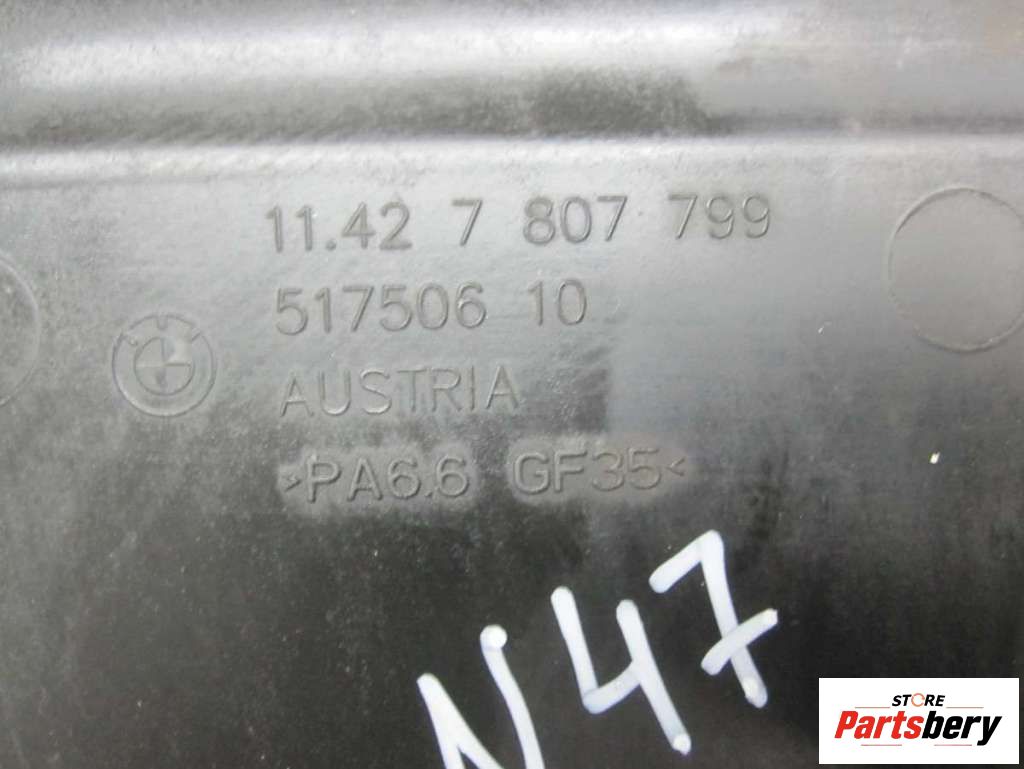 11.42 7 807 799
517506 10
AUSTRIA
>PA6.6 GF35<
N47
STORE
Partsbery